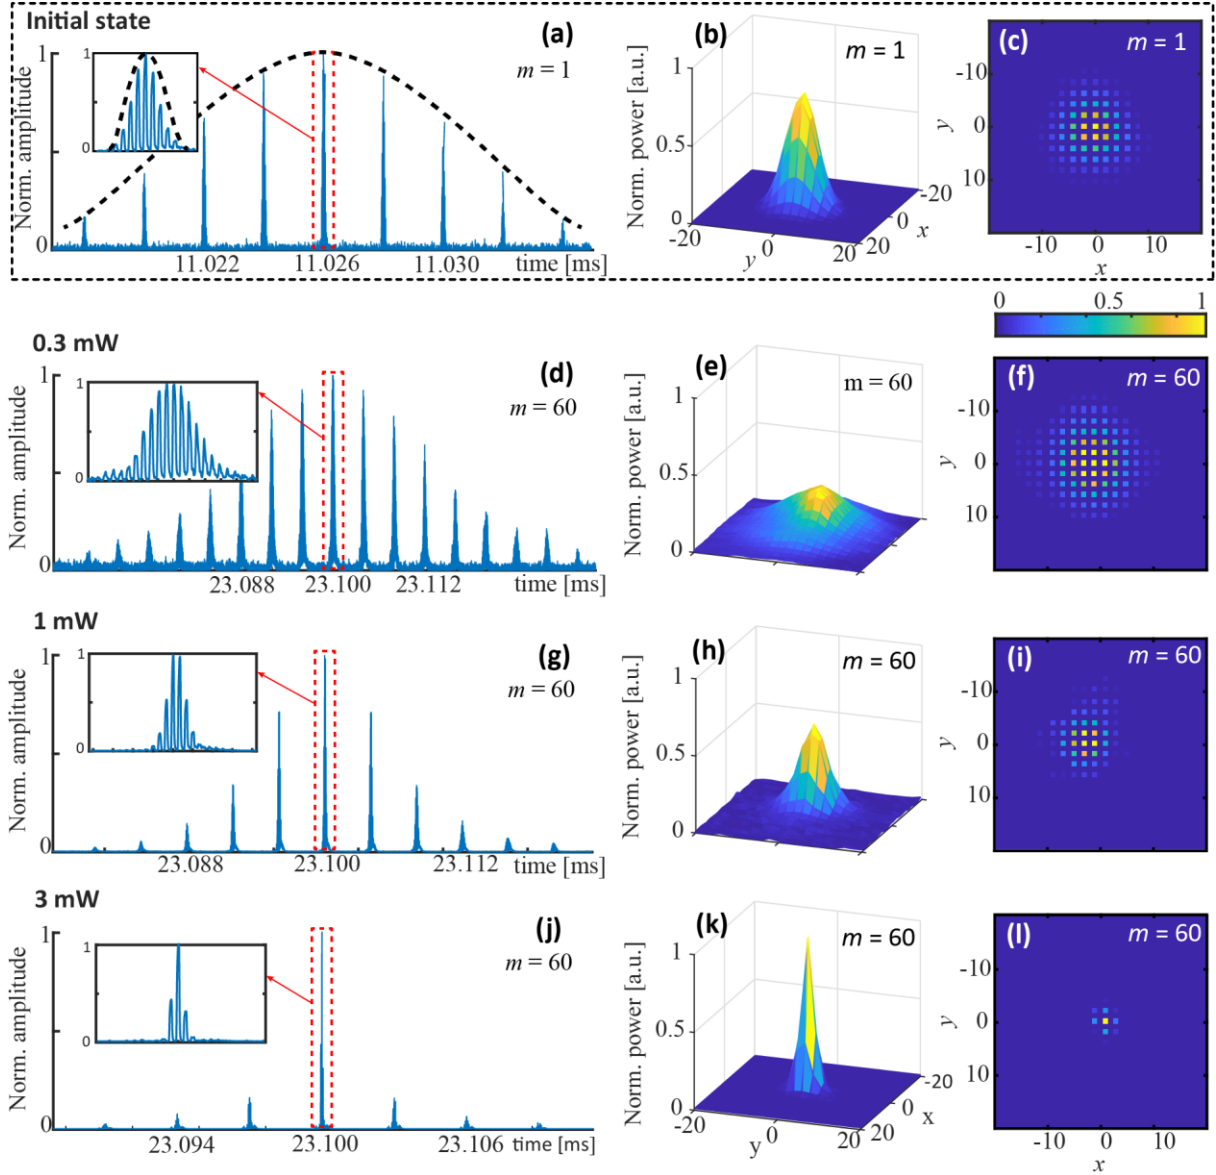 Initial state
(a)
m = 1
Norm. amplitude
1
0
1
0
11.022 11.026 11.030 time [ms]
(b)
m = 1
Norm. power [a.u.]
1
0.5
0
-20 0 20
y
-20
0
20
x
(c)
m = 1
y
-10
0
10
-10 0 10
x
0 0.5 1
0.3 mW
(d)
m = 60
Norm. amplitude
1
0
1
0
23.088 23.100 23.112 time [ms]
(e)
m = 60
Norm. power [a.u.]
1
0.5
0
(f)
m = 60
y
-10
0
10
1 mW
(g)
m = 60
Norm. amplitude
1
0
1
0
23.088 23.100 23.112 time [ms]
(h)
m = 60
Norm. power [a.u.]
1
0.5
0
(i)
m = 60
y
-10
0
10
3 mW
(j)
m = 60
Norm. amplitude
1
0
1
0
23.094 23.100 23.106 time [ms]
(k)
m = 60
Norm. power [a.u.]
1
0.5
0
-20 0 20
y
-20
0
20
x
(l)
m = 60
y
-10
0
10
-10 0 10
x